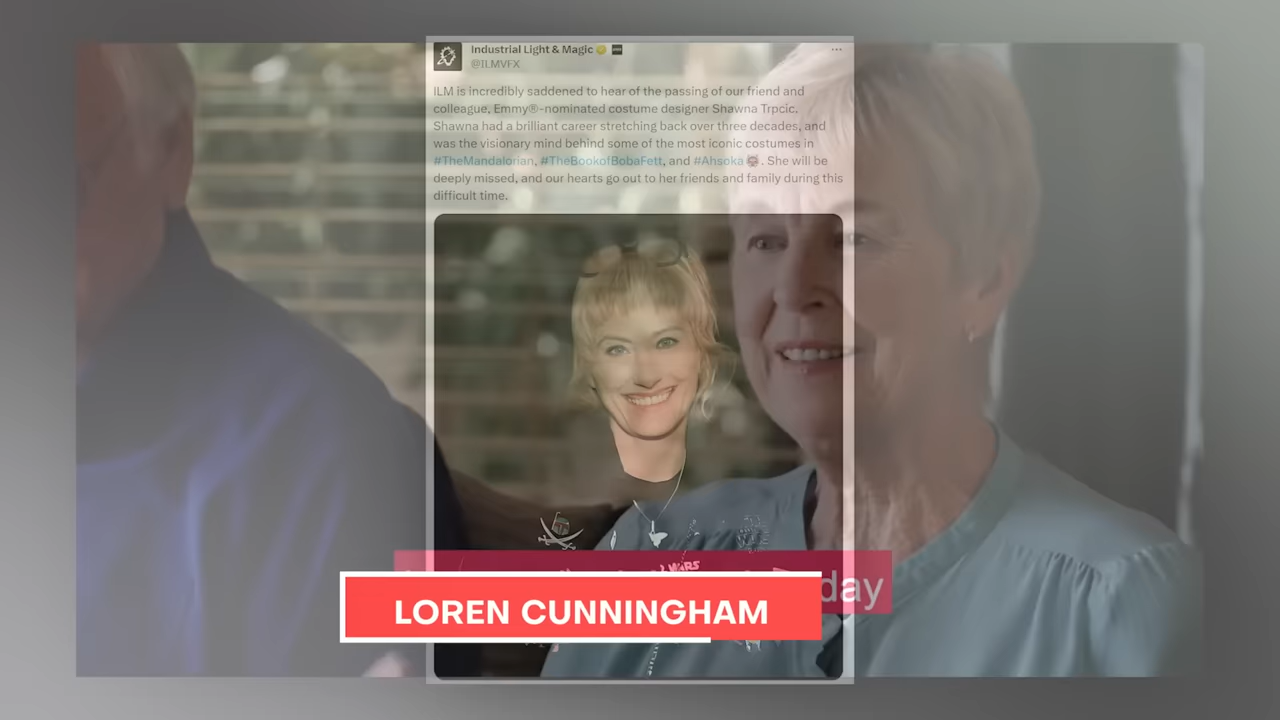 Industrial Light & Magic
@ILMVFX
ILM is incredibly saddened to hear of the passing of our friend and
colleague, Emmy®-nominated costume designer Shawna Trpcic.
Shawna had a brilliant career stretching back over three decades, and
was the visionary mind behind some of the most iconic costumes in
#TheMandalorian, #TheBookofBobaFett, and #Ahsoka. She will be
deeply missed, and our hearts go out to her friends and family during this
difficult time.
WARS
day
LOREN CUNNINGHAM